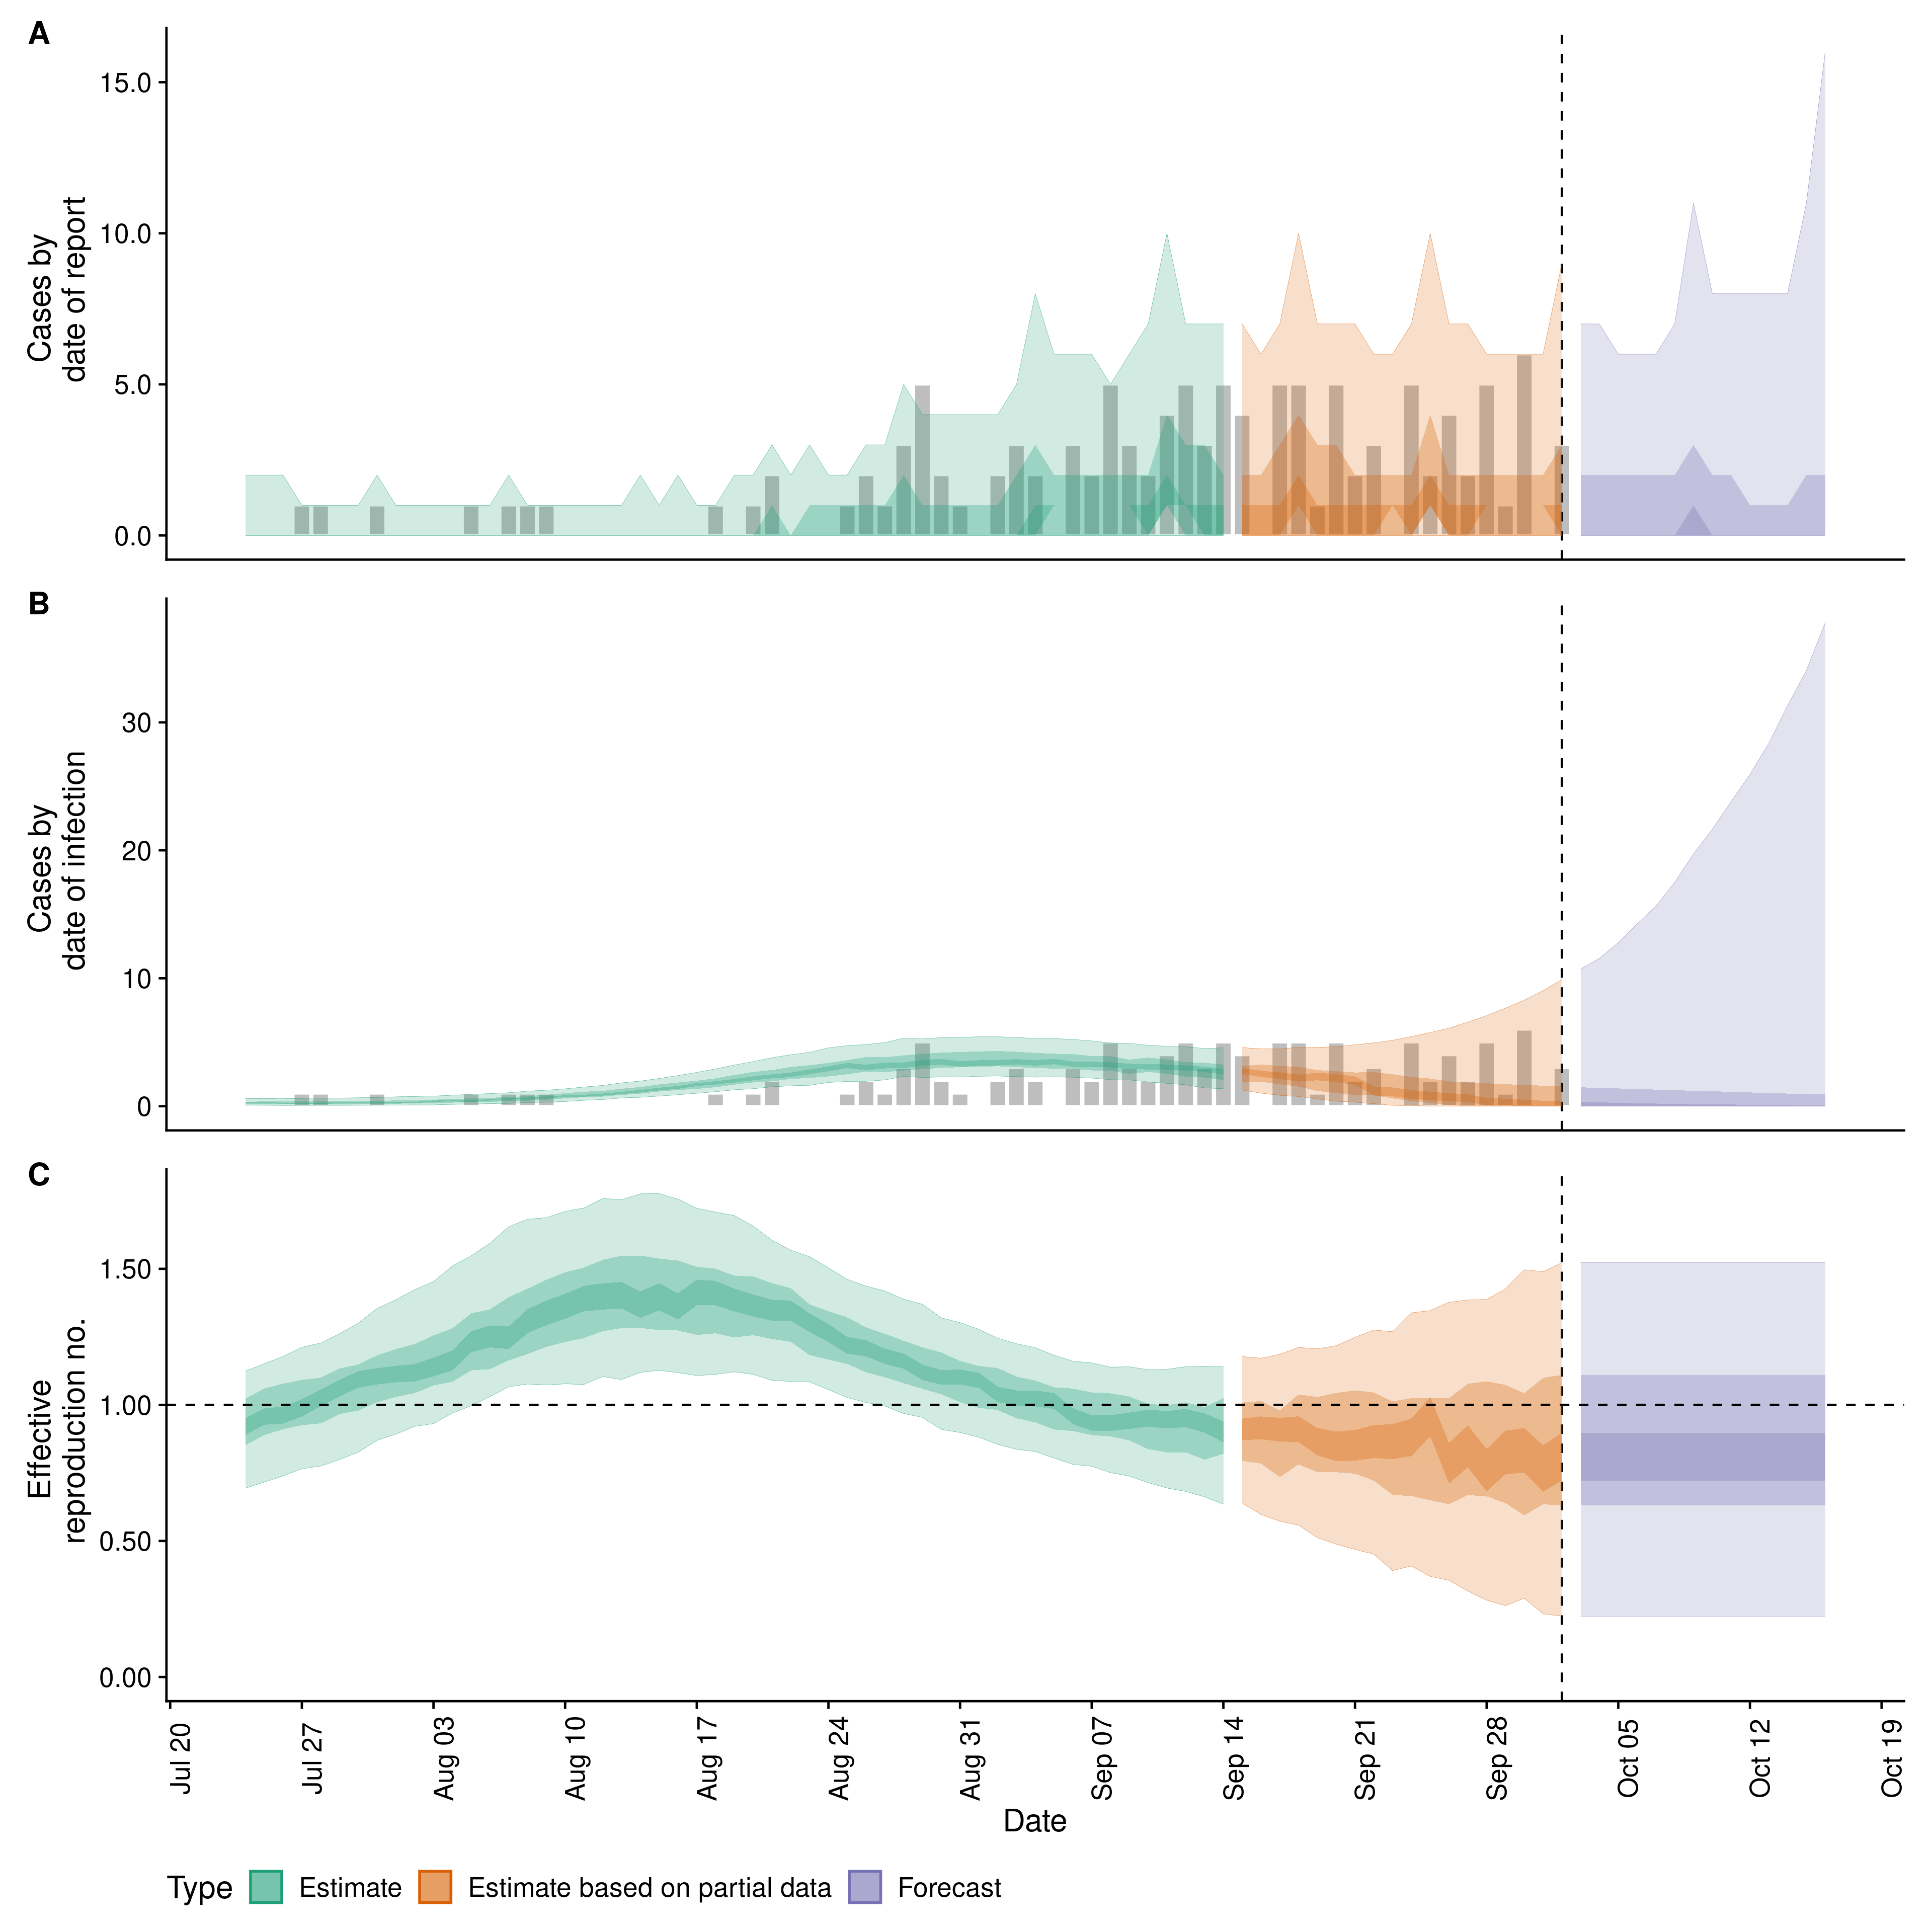 A
Cases by
date of report
15.0
10.0
5.0
0.0
B
Cases by
date of infection
30
20
10
0
C
Effective
reproduction no.
1.50
1.00
0.50
0.00
Jul 20
Jul 27
Aug 03
Aug 10
Aug 17
Aug 24
Aug 31
Sep 07
Sep 14
Sep 21
Sep 28
Oct 05
Oct 12
Oct 19
Date
Type Estimate Estimate based on partial data Forecast